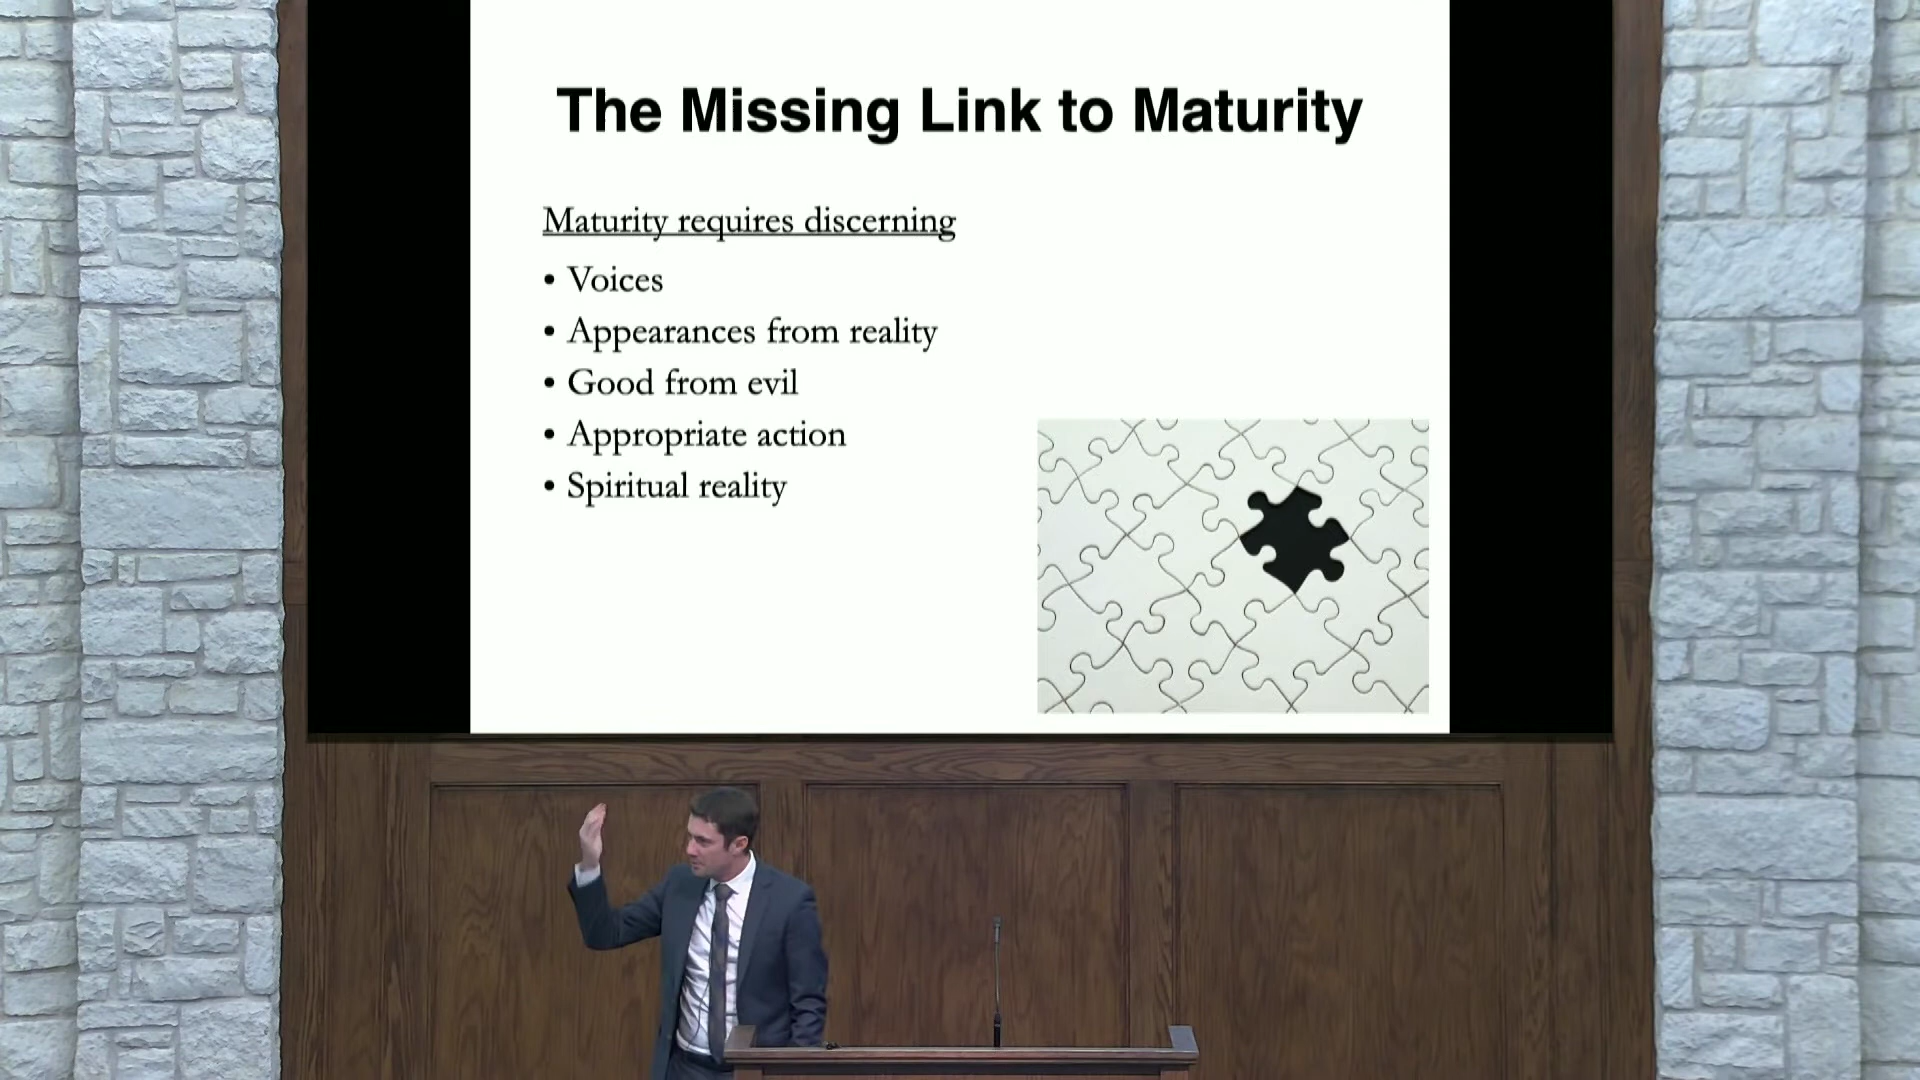 The Missing Link to Maturity
Maturity requires discerning
• Voices
• Appearances from reality
• Good from evil
• Appropriate action
• Spiritual reality